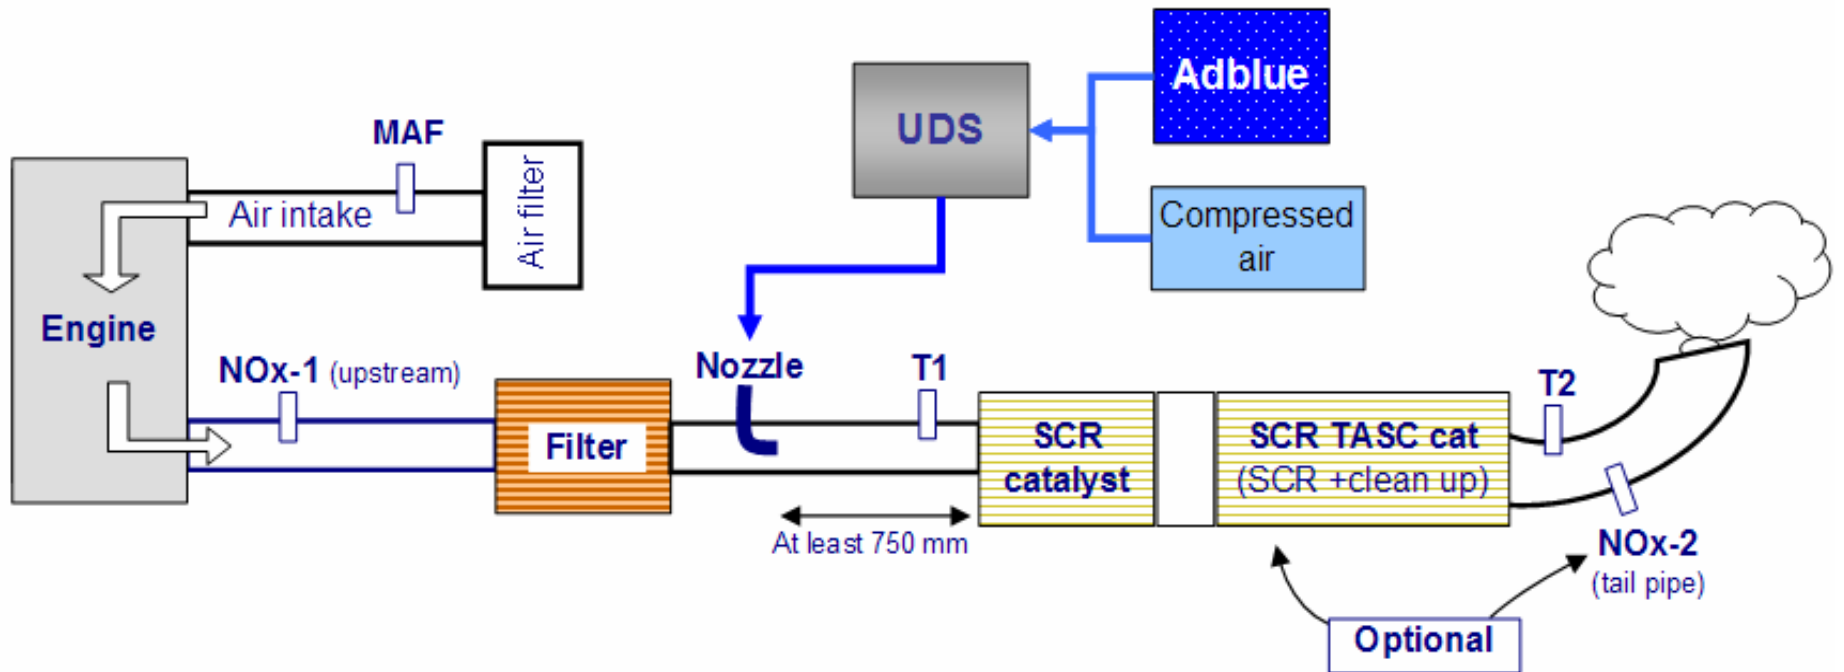 Adblue
UDS
MAF
Air filter
Air intake
Compressed
air
Engine
NOx-1 (upstream)
Nozzle
T1
T2
Filter
SCR
catalyst
SCR TASC cat
(SCR +clean up)
At least 750 mm
NOx-2
(tail pipe)
Optional